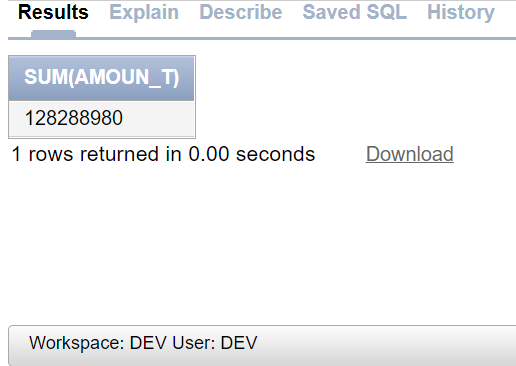 Results Explain Describe Saved SQL History
SUM(AMOUN_T)
128288980
1 rows returned in 0.00 seconds Download
Workspace: DEV User: DEV